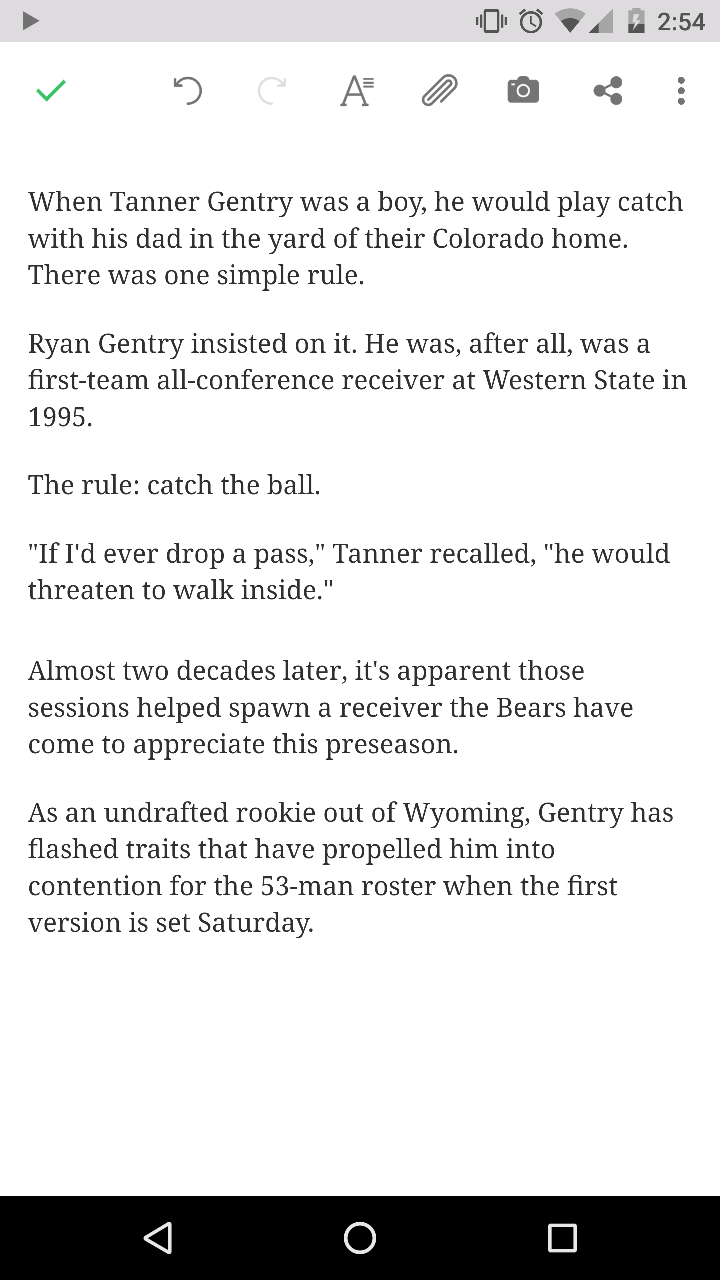 2:54
When Tanner Gentry was a boy, he would play catch
with his dad in the yard of their Colorado home.
There was one simple rule.
Ryan Gentry insisted on it. He was, after all, was a
first-team all-conference receiver at Western State in
1995.
The rule: catch the ball.
"If I'd ever drop a pass," Tanner recalled, "he would
threaten to walk inside."
Almost two decades later, it's apparent those
sessions helped spawn a receiver the Bears have
come to appreciate this preseason.
As an undrafted rookie out of Wyoming, Gentry has
flashed traits that have propelled him into
contention for the 53-man roster when the first
version is set Saturday.